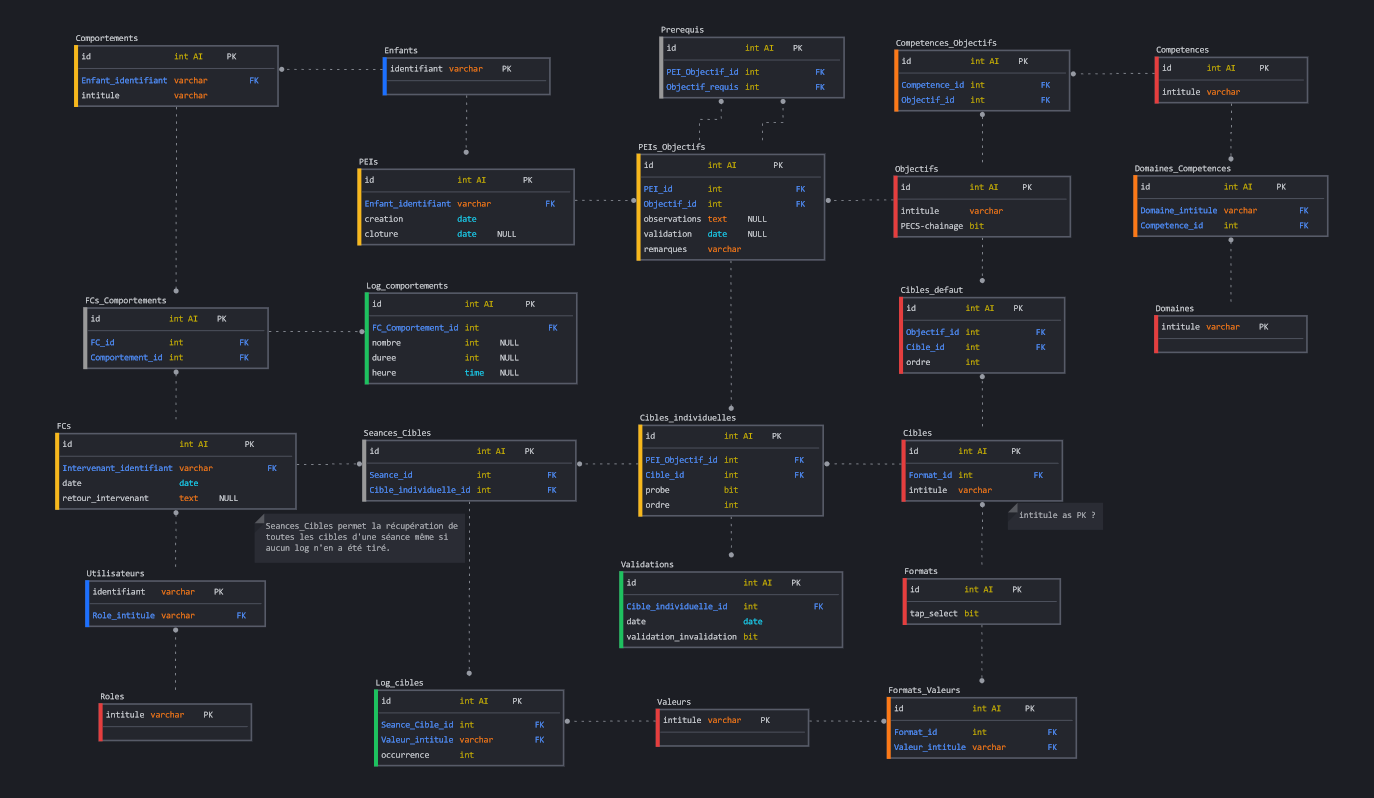 Comportements
id int AI PK
Enfant_identifiant varchar FK
intitule varchar
Enfants
identifiant varchar PK
Prerequis
id int AI PK
PEI_Objectif_id int FK
Objectif_requis int FK
Competences_Objectifs
id int AI PK
Competence_id int FK
Objectif_id int FK
Competences
id int AI PK
intitule varchar
PEIs
id int AI PK
Enfant_identifiant varchar FK
creation date
cloture date NULL
PEIs_Objectifs
id int AI PK
PEI_id int FK
Objectif_id int FK
observations text NULL
validation date NULL
remarques varchar
Objectifs
id int AI PK
intitule varchar
PECS-chainage bit
Domaines_Competences
id int AI PK
Domaine_intitule varchar FK
Competence_id int FK
FCs_Comportements
id int AI PK
FC_id int FK
Comportement_id int FK
Log_comportements
id int AI PK
FC_Comportement_id int FK
nombre int NULL
duree int NULL
heure time NULL
Cibles_defaut
id int AI PK
Objectif_id int FK
Cible_id int FK
ordre int
Domaines
intitule varchar PK
FCs
id int AI PK
Intervenant_identifiant varchar FK
date date
retour_intervenant text NULL
Seances_Cibles
id int AI PK
Seance_id int FK
Cible_individuelle_id int FK
Seances_Cibles permet la récupération de
toutes les cibles d'une séance même si
aucun log n'en a été tiré.
Cibles_individuelles
id int AI PK
PEI_Objectif_id int FK
Cible_id int FK
probe bit
ordre int
Cibles
id int AI PK
Format_id int FK
intitule varchar
intitule as PK ?
Utilisateurs
identifiant varchar PK
Role_intitule varchar FK
Validations
id int AI PK
Cible_individuelle_id int FK
date date
validation_invalidation bit
Formats
id int AI PK
tap_select bit
Roles
intitule varchar PK
Log_cibles
id int AI PK
Seance_Cible_id int FK
Valeur_intitule varchar FK
occurrence int
Valeurs
intitule varchar PK
Formats_Valeurs
id int AI PK
Format_id int FK
Valeur_intitule varchar FK